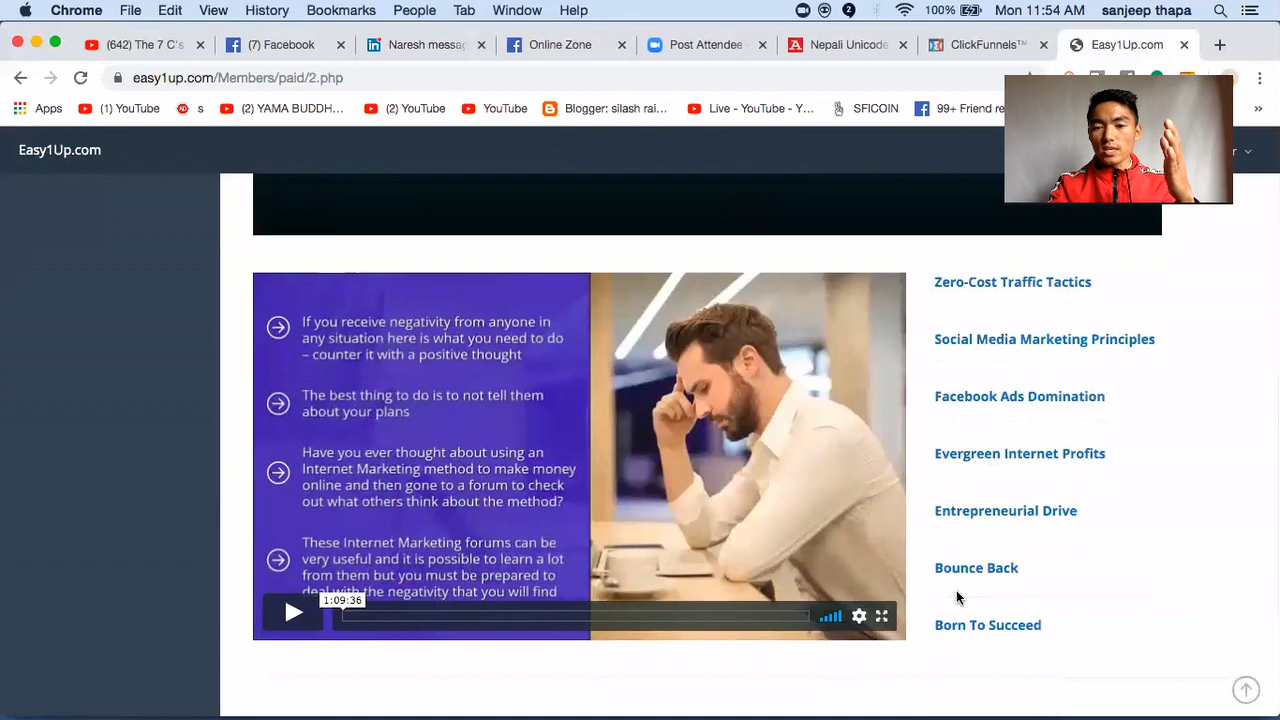 Chrome File Edit View History Bookmarks People Tab Window Help 2 100% Mon 11:54 AM sanjeep thapa
(642) The 7 C's (7) Facebook Naresh messag Online Zone Post Attendee - Nepali Unicode ClickFunnels™ Easy1Up.com
easy1up.com/Members/paid/2.php
Apps (1) YouTube s (2) YAMA BUDDH... (2) YouTube YouTube Blogger: silash rai... Live - YouTube - Y... SFICOIN 99+ Friend re
Easy1Up.com
If you receive negativity from anyone in
any situation here is what you need to do
– counter it with a positive thought
The best thing to do is to not tell them
about your plans
Have you ever thought about using an
Internet Marketing method to make money
online and then gone to a forum to check
out what others think about the method?
These Internet Marketing forums can be
very useful and it is possible to learn a lot
from them but you must be prepared to
deal with the negativity that you will find
1:09:36
Zero-Cost Traffic Tactics
Social Media Marketing Principles
Facebook Ads Domination
Evergreen Internet Profits
Entrepreneurial Drive
Bounce Back
Born To Succeed